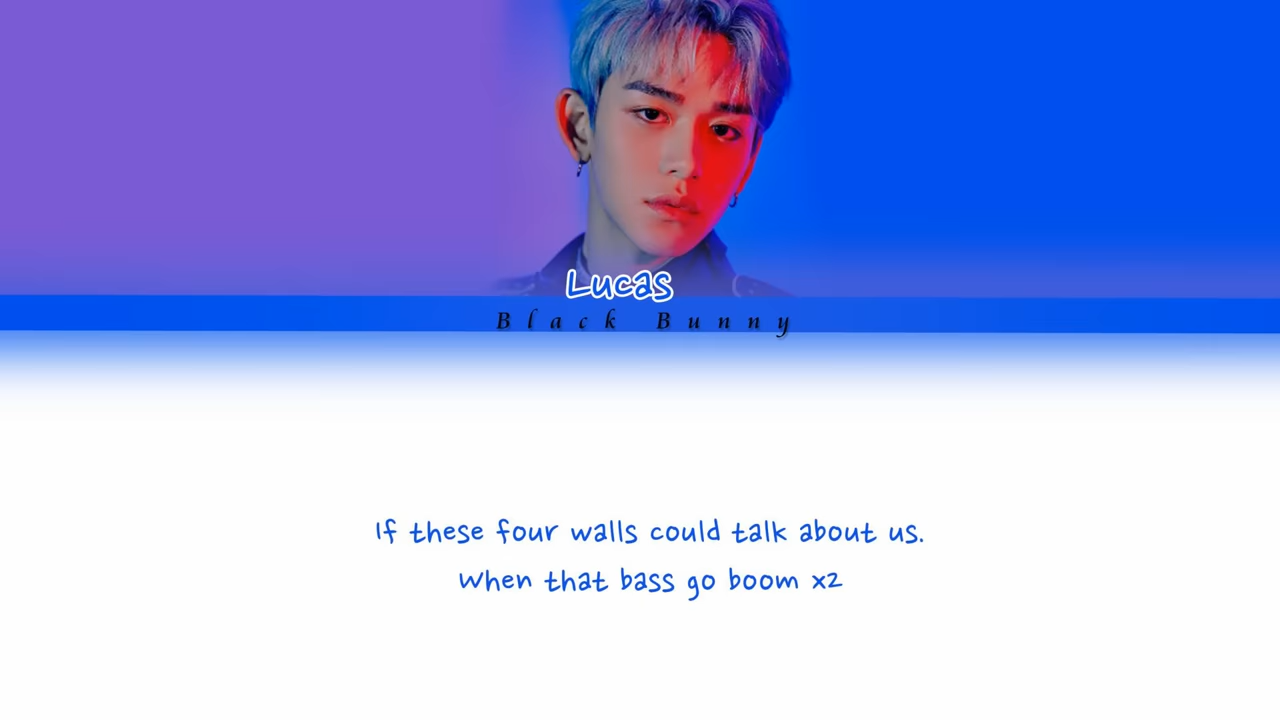 Lucas
Black Bunny
If these four walls could talk about us.
When that bass go boom x2